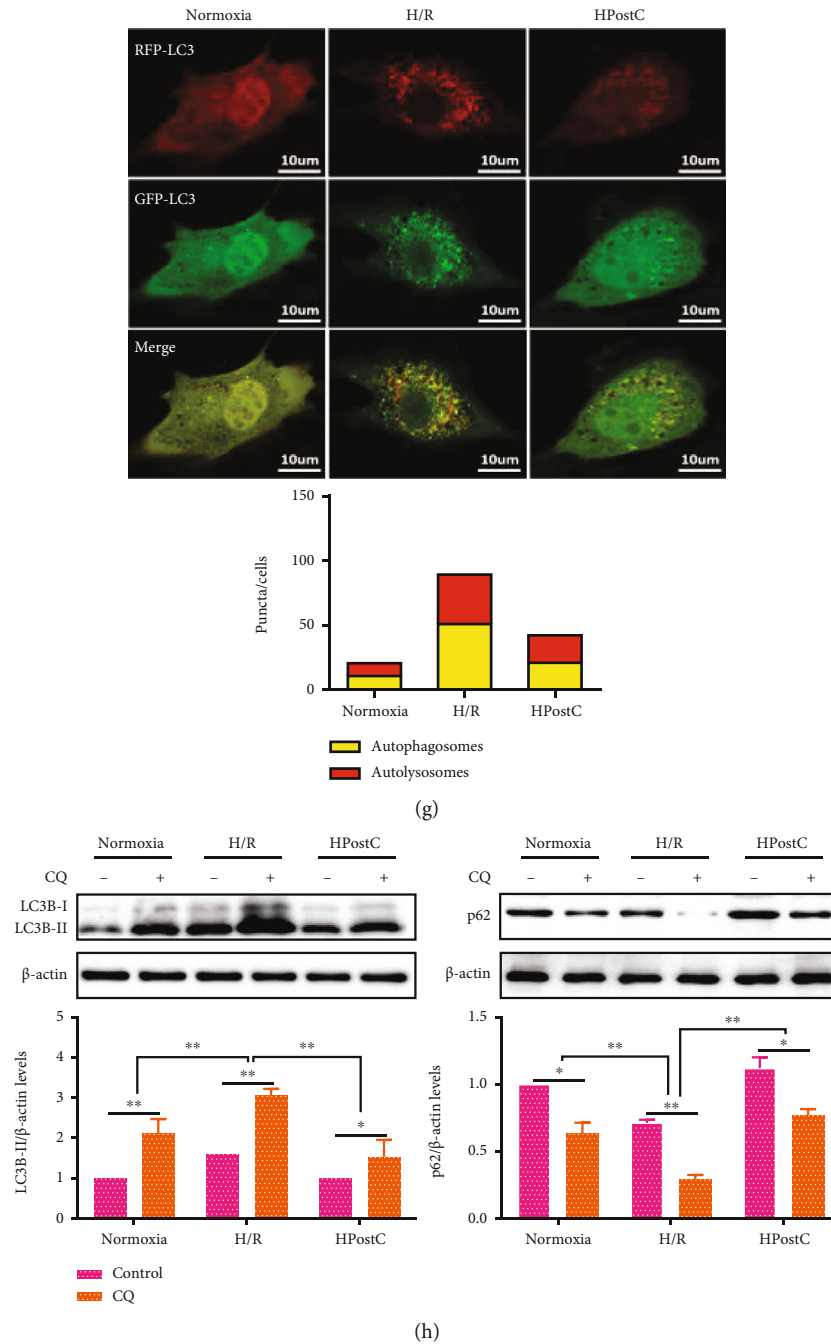 Normoxia H/R HPostC
RFP-LC3
10um 10um 10um
GFP-LC3
10um 10um 10um
Merge
10um 10um 10um
150
100
50
0
Puncta/cells
Normoxia H/R HPostC
Autophagosomes
Autolysosomes
(g)
Normoxia H/R HPostC
CQ − + − + − +
LC3B-I
LC3B-II
β-actin
5
4
3
2
1
0
LC3B-II/β-actin levels
** **
** ** *
Normoxia H/R HPostC
Control
CQ
Normoxia H/R HPostC
CQ − + − + − +
p62
β-actin
1.5
1.0
0.5
0.0
p62/β-actin levels
** **
* ** *
Normoxia H/R HPostC
(h)